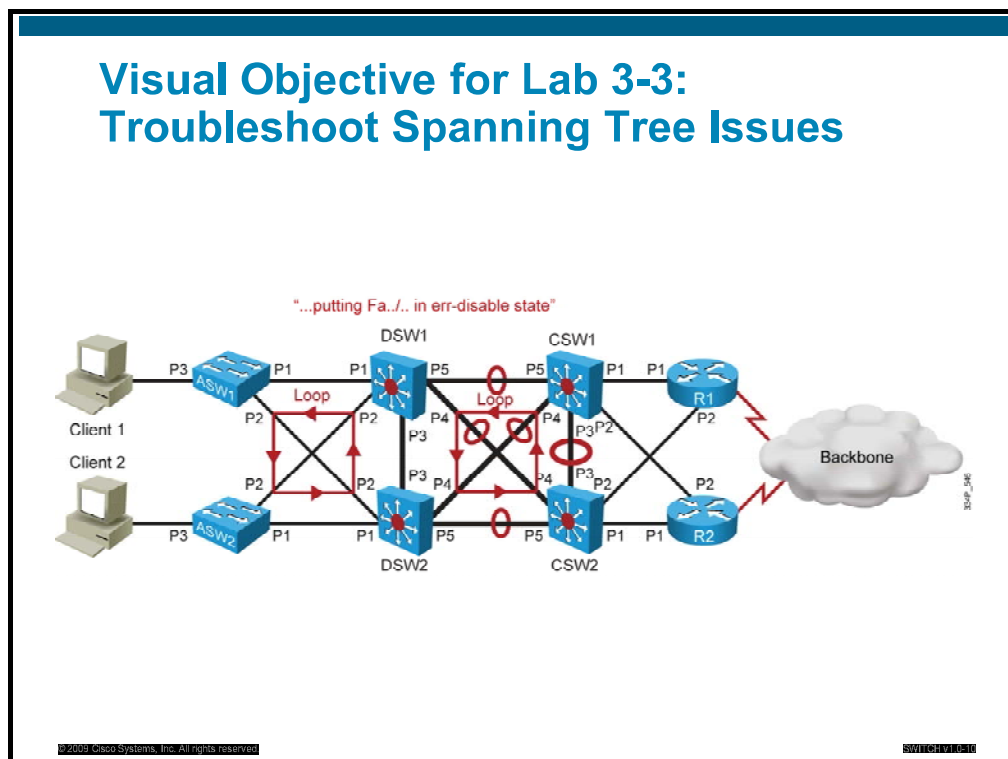 Visual Objective for Lab 3-3:
Troubleshoot Spanning Tree Issues
"...putting Fa../.. in err-disable state"
DSW1
CSW1
P3
ASW1
P1
P1
P5
P5
P1
P1
R1
Loop
Loop
P2
P2
P4
P4
P2
Client 1
P3
P3
P2
Client 2
P3
P3
Backbone
P2
P2
P4
P4
P2
P2
P3
ASW2
P1
P1
P5
P5
P1
P1
R2
DSW2
CSW2
334P_546
© 2009 Cisco Systems, Inc. All rights reserved.
SWITCH v1.0-10